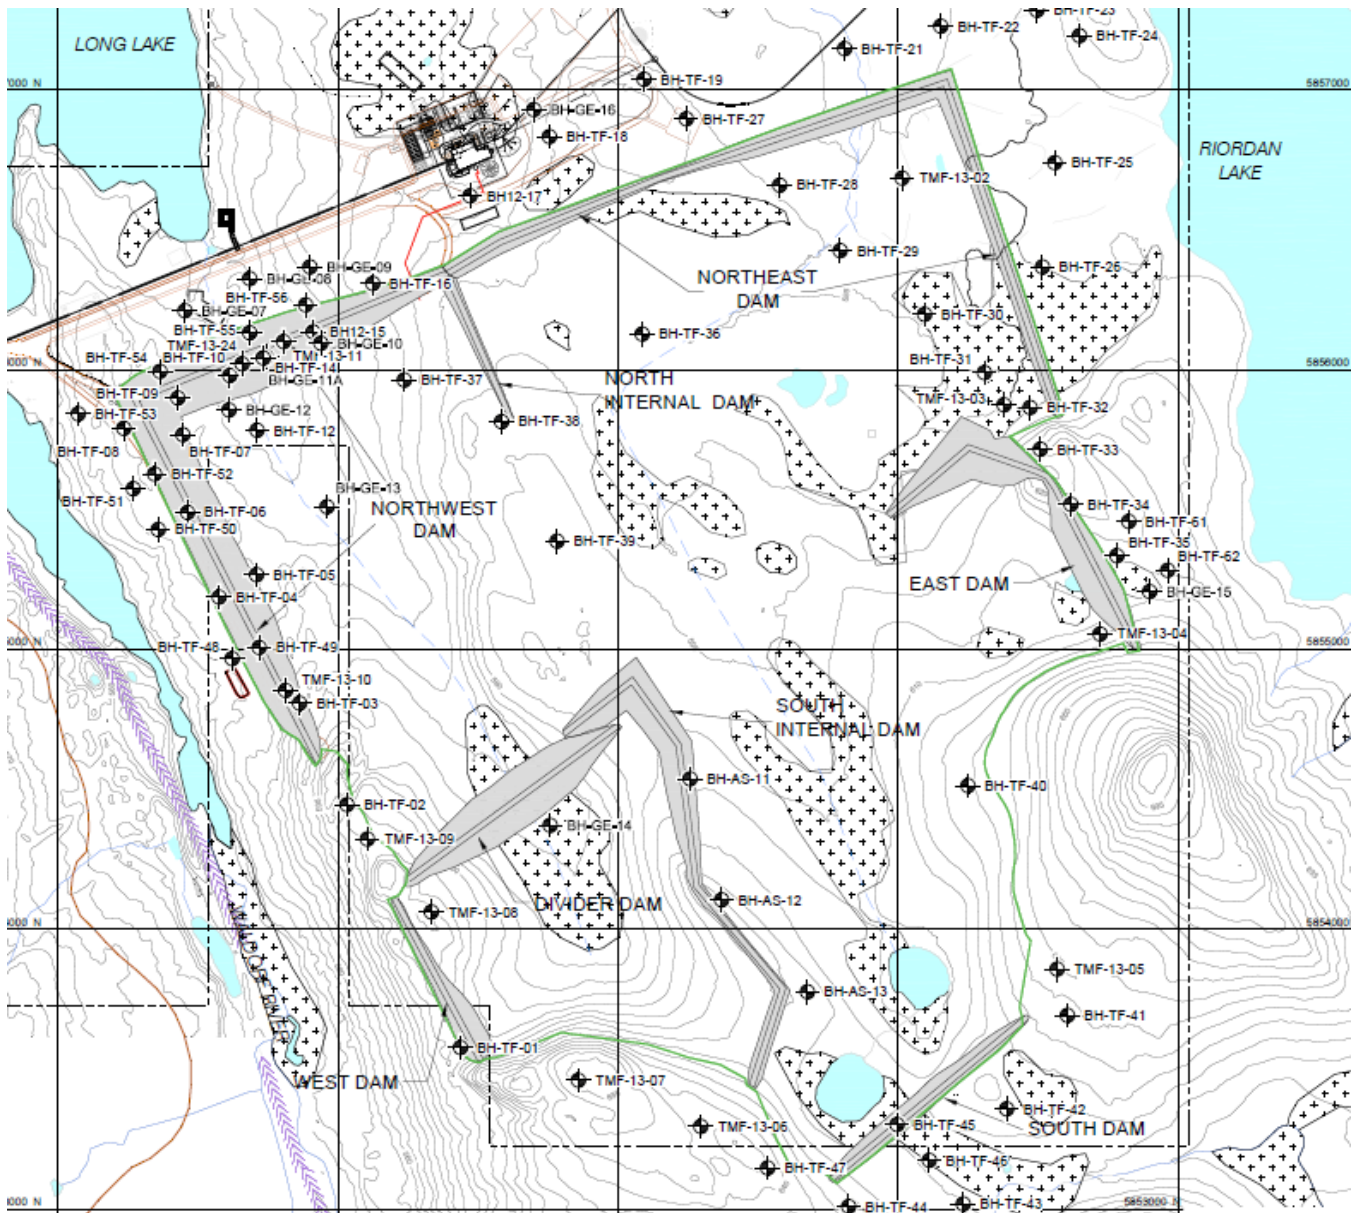 BH-TF-23
BH-TF-22
BH-TF-24
LONG LAKE
BH-TF-21
BH-TF-19
000 N
5857000
BH-GE-16
BH-TF-27
BH-TF-18
RIORDAN
LAKE
BH-TF-25
TMF-13-02
BH-TF-28
BH12-17
BH-TF-29
BH-GE-09
BH-TF-26
BH-GE-08
NORTHEAST
DAM
BH-TF-16
BH-TF-56
BH-GE-07
BH-TF-30
BH-TF-55
BH12-15
BH-TF-36
TMF-13-24
BH-GE-10
BH-TF-54
BH-TF-10
TMF-13-11
BH-TF-31
000 N
5856000
BH-TF-14
BH-GE-11A
BH-TF-37
NORTH
INTERNAL DAM
BH-TF-09
TMF-13-03
BH-TF-32
BH-TF-53
BH-GE-12
BH-TF-38
BH-TF-12
BH-TF-08
BH-TF-07
BH-TF-33
BH-TF-52
BH-TF-51
BH-GE-13
BH-TF-34
NORTHWEST
DAM
BH-TF-06
BH-TF-61
BH-TF-50
BH-TF-39
BH-TF-35
BH-TF-62
BH-TF-05
EAST DAM
BH-GE-15
BH-TF-04
TMF-13-04
000 N
5855000
BH-TF-48
BH-TF-49
TMF-13-10
BH-TF-03
SOUTH
INTERNAL DAM
BH-AS-11
BH-TF-40
BH-TF-02
BH-GE-14
TMF-13-09
BH-AS-12
DIVIDER DAM
TMF-13-08
000 N
5854000
TMF-13-05
RIVER
BH-AS-13
BH-TF-41
BH-TF-01
WEST DAM
TMF-13-07
BH-TF-42
TMF-13-06
BH-TF-45
SOUTH DAM
BH-TF-47
BH-TF-46
000 N
BH-TF-44
BH-TF-43
5853000 N